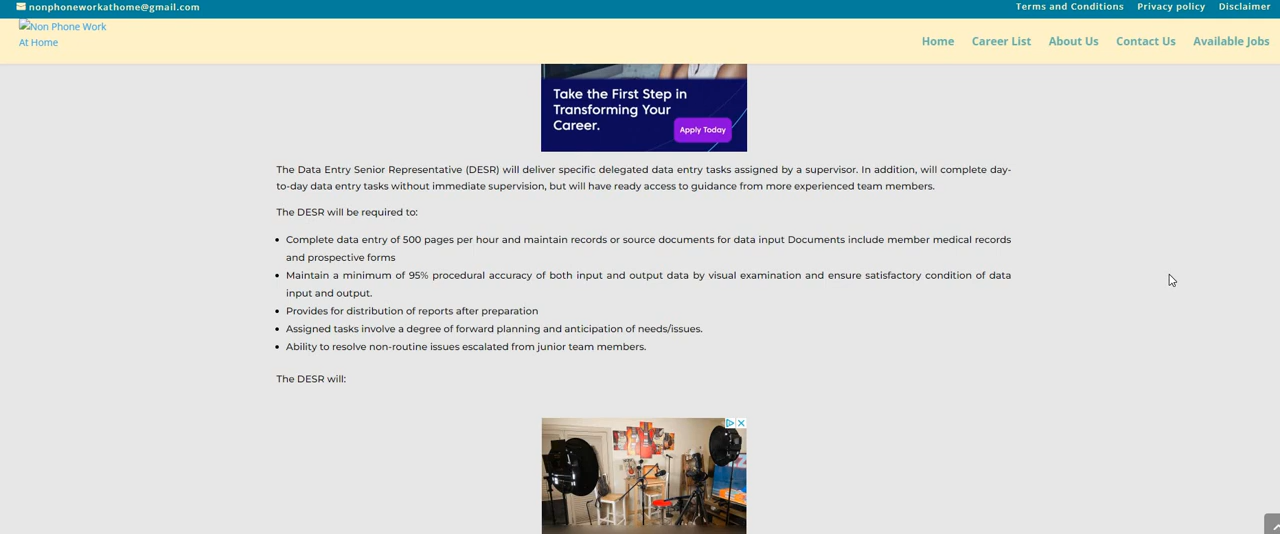 nonphoneworkathome@gmail.com
Terms and Conditions Privacy policy Disclaimer
Non Phone Work
At Home
Home Career List About Us Contact Us Available Jobs
Take the First Step in
Transforming Your
Career.
Apply Today
The Data Entry Senior Representative (DESR) will deliver specific delegated data entry tasks assigned by a supervisor. In addition, will complete day-
to-day data entry tasks without immediate supervision, but will have ready access to guidance from more experienced team members.
The DESR will be required to:
Complete data entry of 500 pages per hour and maintain records or source documents for data input Documents include member medical records
and prospective forms
Maintain a minimum of 95% procedural accuracy of both input and output data by visual examination and ensure satisfactory condition of data
input and output.
Provides for distribution of reports after preparation
Assigned tasks involve a degree of forward planning and anticipation of needs/issues.
Ability to resolve non-routine issues escalated from junior team members.
The DESR will: